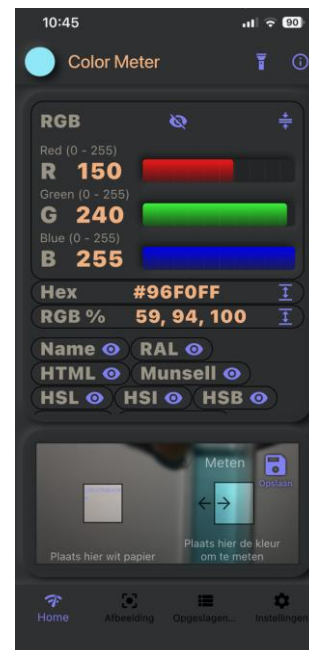 10:45
90
Color Meter
RGB
Red (0 - 255)
R 150
Green (0 - 255)
G 240
Blue (0 - 255)
B 255
Hex #96F0FF
RGB % 59, 94, 100
Name RAL
HTML Munsell
HSL HSI HSB
Meten
Opslaan
Plaats hier wit papier
Plaats hier de kleur
om te meten
Home Afbeelding Opgeslagen... Instellingen